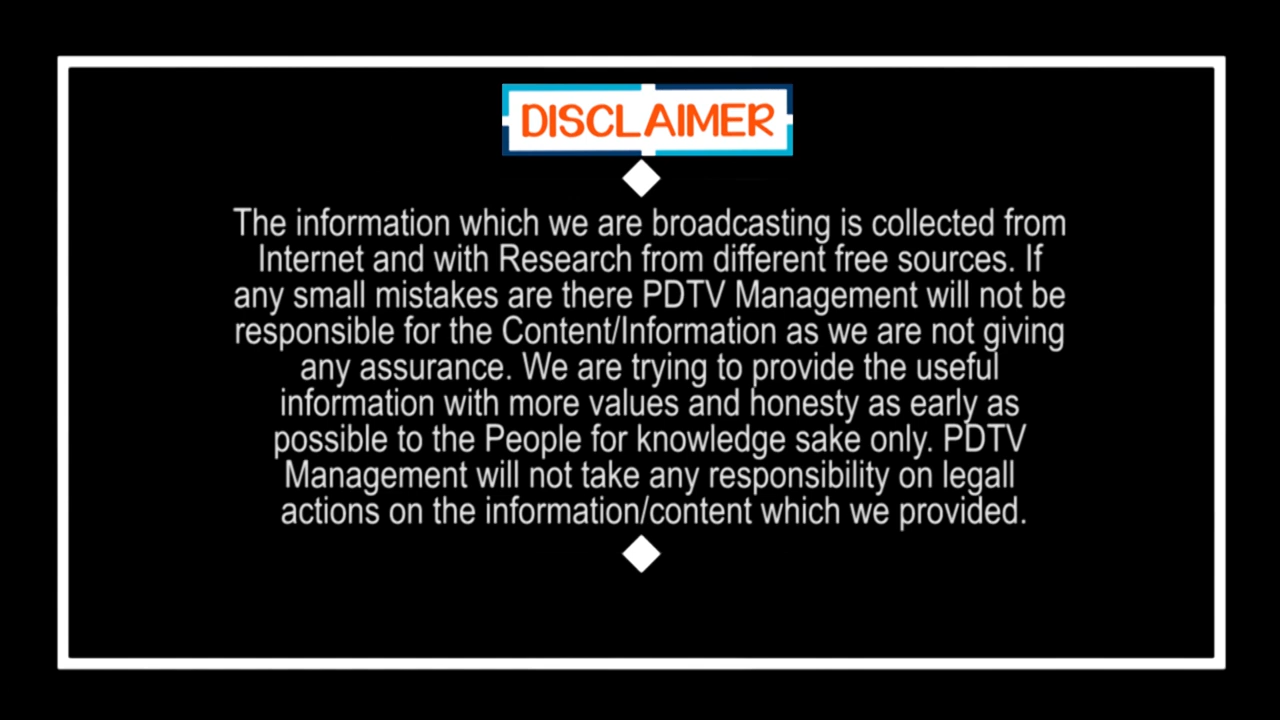 DISCLAIMER
The information which we are broadcasting is collected from
Internet and with Research from different free sources. If
any small mistakes are there PDTV Management will not be
responsible for the Content/Information as we are not giving
any assurance. We are trying to provide the useful
information with more values and honesty as early as
possible to the People for knowledge sake only. PDTV
Management will not take any responsibility on legall
actions on the information/content which we provided.